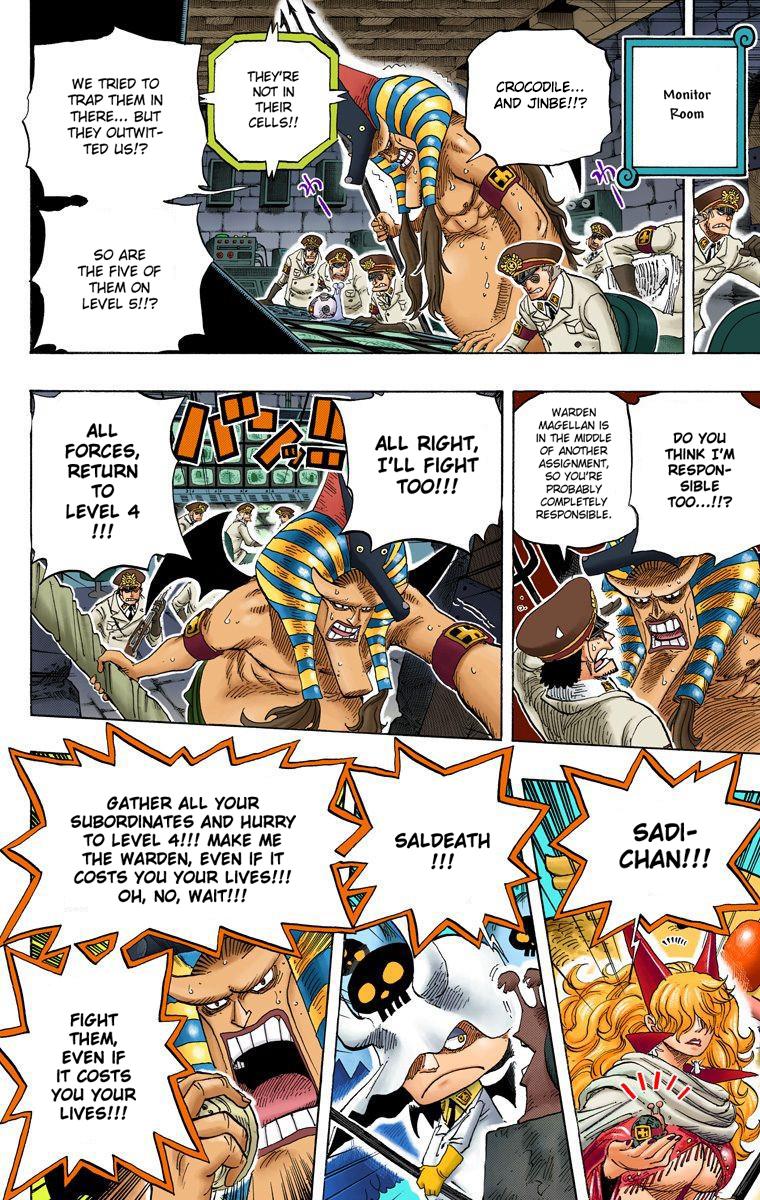 Monitor
Room
CROCODILE...
AND JINBE!!?
THEY'RE
NOT IN
THEIR
CELLS!!
WE TRIED TO
TRAP THEM IN
THERE... BUT
THEY OUTWIT-
TED US!?
SO ARE
THE FIVE OF
THEM ON
LEVEL 5!!?
DO YOU
THINK I'M
RESPON-
SIBLE
TOO...!!?
WARDEN
MAGELLAN IS
IN THE MIDDLE
OF ANOTHER
ASSIGNMENT,
SO YOU'RE
PROBABLY
COMPLETELY
RESPONSIBLE.
ALL RIGHT,
I'LL FIGHT
TOO!!!
バンッ!!
ALL
FORCES,
RETURN
TO
LEVEL 4
!!!
SADI-
CHAN!!!
SALDEATH
!!!
GATHER ALL YOUR
SUBORDINATES AND HURRY
TO LEVEL 4!!! MAKE ME
THE WARDEN, EVEN IF IT
COSTS YOU YOUR LIVES!!!
OH, NO, WAIT!!!
FIGHT
THEM,
EVEN IF
IT COSTS
YOU YOUR
LIVES!!!